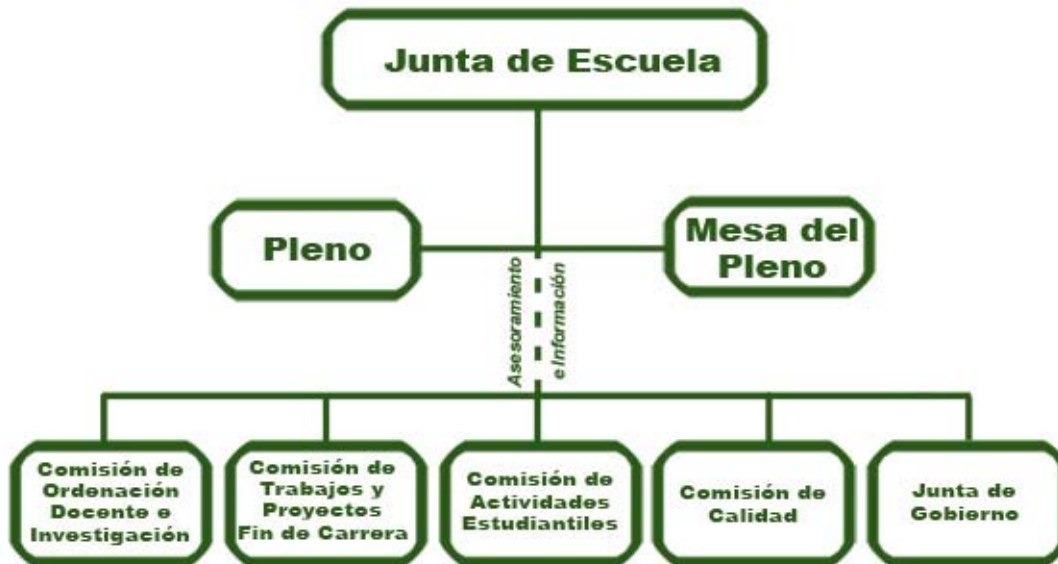 Junta de Escuela
Pleno
Mesa del
Pleno
Asesoramiento
e Información
Comisión de
Ordenación
Docente e
Investigación
Comisión de
Trabajos y
Proyectos
Fin de Carrera
Comisión de
Actividades
Estudiantiles
Comisión de
Calidad
Junta de
Gobierno